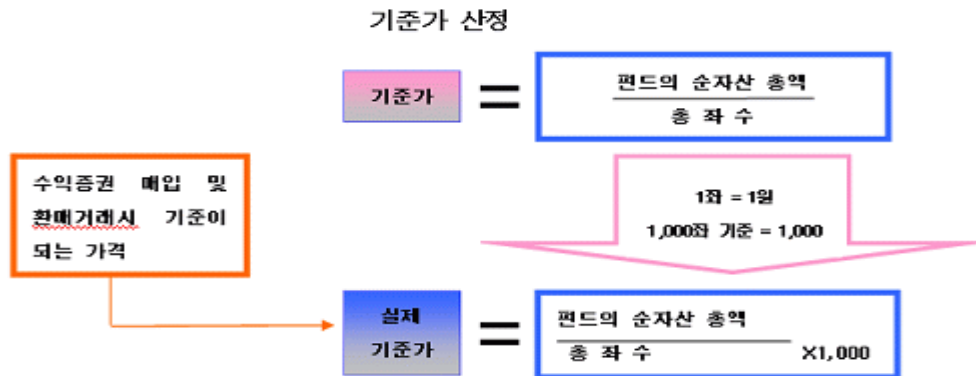 기준가 산정
기준가
=
펀드의 순자산 총액
총 좌 수
수익증권 매입 및
환매거래시 기준이
되는 가격
1좌 = 1원
1,000좌 기준 = 1,000
실제
기준가
=
펀드의 순자산 총액
총 좌 수 X1,000